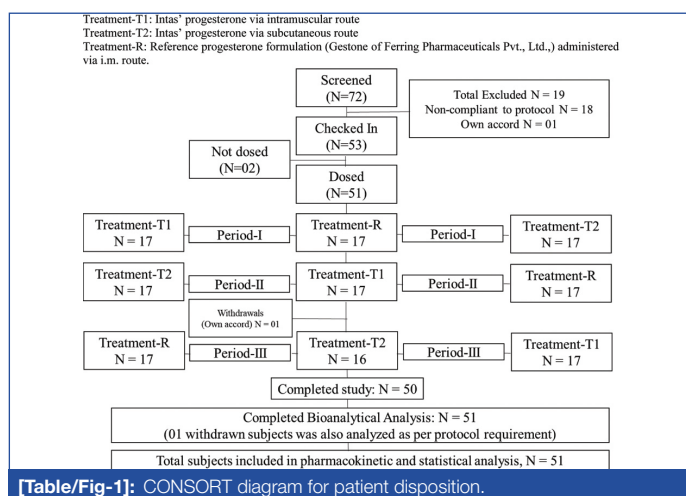 Treatment-T1: Intas' progesterone via intramuscular route
Treatment-T2: Intas' progesterone via subcutaneous route
Treatment-R: Reference progesterone formulation (Gestone of Ferring Pharmaceuticals Pvt., Ltd.,) administered
via i.m. route.
Screened
(N=72)
Total Excluded N = 19
Non-compliant to protocol N = 18
Own accord N = 01
Checked In
(N=53)
Not dosed
(N=02)
Dosed
(N=51)
Treatment-T1
N = 17
Period-I
Treatment-R
N = 17
Period-I
Treatment-T2
N = 17
Treatment-T2
N = 17
Period-II
Treatment-T1
N = 17
Period-II
Treatment-R
N = 17
Withdrawals
(Own accord) N = 01
Treatment-R
N = 17
Period-III
Treatment-T2
N = 16
Period-III
Treatment-T1
N = 17
Completed study: N = 50
Completed Bioanalytical Analysis: N = 51
(01 withdrawn subjects was also analyzed as per protocol requirement)
Total subjects included in pharmacokinetic and statistical analysis, N = 51
[Table/Fig-1]: CONSORT diagram for patient disposition.